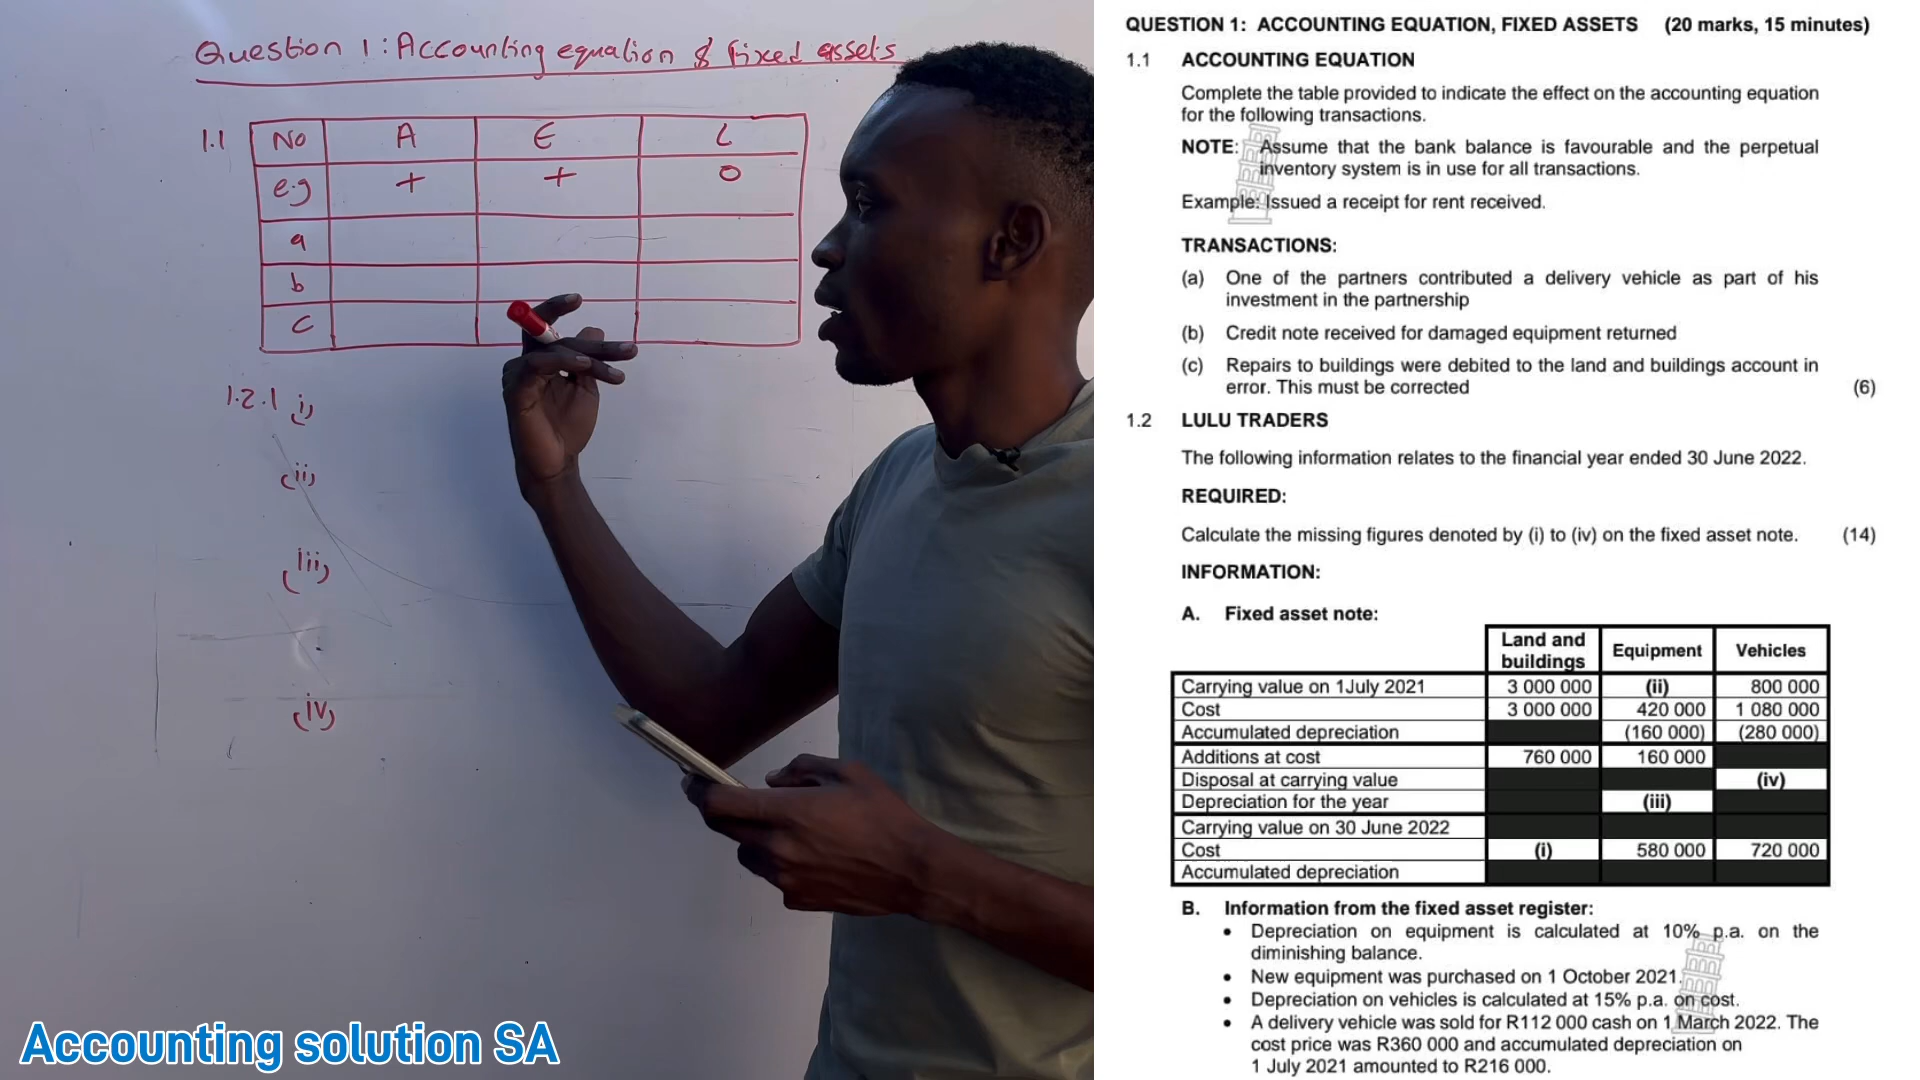 Question 1: Accounting equation & fixed assets
1.1
No A E L
e.g + + 0
a
b
c
1.2.1 i)
(ii)
(iii)
(iv)
Accounting solution SA
QUESTION 1: ACCOUNTING EQUATION, FIXED ASSETS (20 marks, 15 minutes)
1.1 ACCOUNTING EQUATION
Complete the table provided to indicate the effect on the accounting equation
for the following transactions.
NOTE: Assume that the bank balance is favourable and the perpetual
inventory system is in use for all transactions.
Example: Issued a receipt for rent received.
TRANSACTIONS:
(a) One of the partners contributed a delivery vehicle as part of his
investment in the partnership
(b) Credit note received for damaged equipment returned
(c) Repairs to buildings were debited to the land and buildings account in
error. This must be corrected (6)
1.2 LULU TRADERS
The following information relates to the financial year ended 30 June 2022.
REQUIRED:
Calculate the missing figures denoted by (i) to (iv) on the fixed asset note. (14)
INFORMATION:
A. Fixed asset note:
Land and
buildings Equipment Vehicles
Carrying value on 1July 2021 3 000 000 (ii) 800 000
Cost 3 000 000 420 000 1 080 000
Accumulated depreciation (160 000) (280 000)
Additions at cost 760 000 160 000
Disposal at carrying value (iv)
Depreciation for the year (iii)
Carrying value on 30 June 2022
Cost (i) 580 000 720 000
Accumulated depreciation
B. Information from the fixed asset register:
• Depreciation on equipment is calculated at 10% p.a. on the
diminishing balance.
• New equipment was purchased on 1 October 2021.
• Depreciation on vehicles is calculated at 15% p.a. on cost.
• A delivery vehicle was sold for R112 000 cash on 1 March 2022. The
cost price was R360 000 and accumulated depreciation on
1 July 2021 amounted to R216 000.